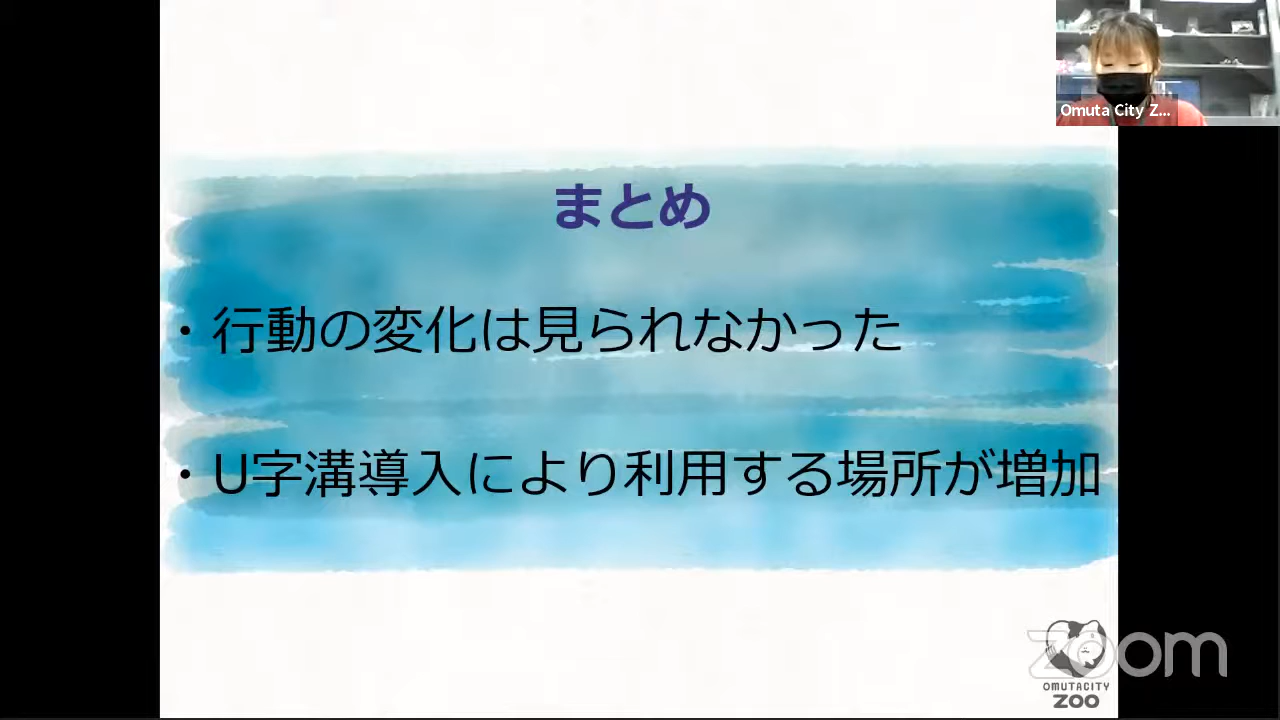 Omuta City Z...
まとめ
・行動の変化は見られなかった
・U字溝導入により利用する場所が増加
zoom
OMUTACITY
ZOO